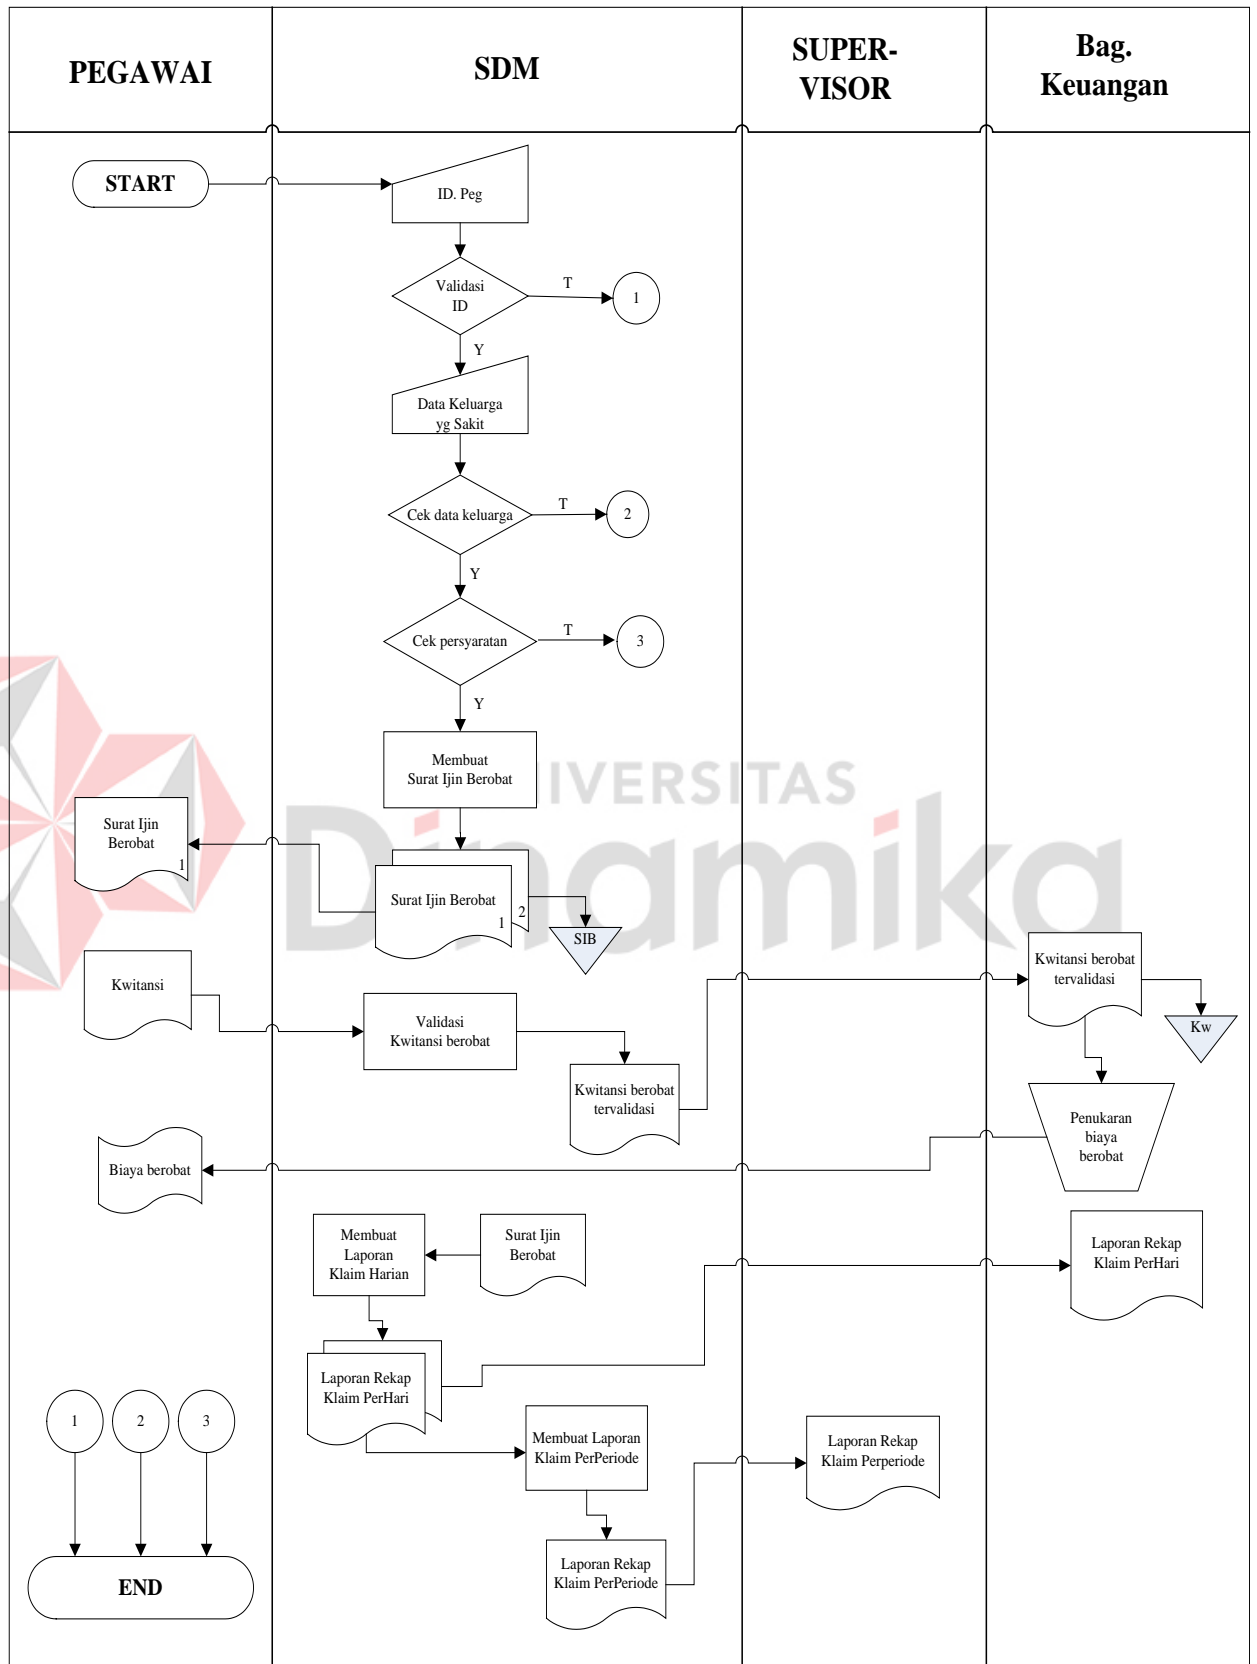 PEGAWAI
SDM
SUPER-
VISOR
Bag.
Keuangan
START
ID. Peg
Validasi
ID
T
1
Y
Data Keluarga
yg Sakit
Cek data keluarga
T
2
Y
Cek persyaratan
T
3
Y
Membuat
Surat Ijin Berobat
Surat Ijin
Berobat
1
Surat Ijin Berobat
1
2
SIB
Kwitansi
Validasi
Kwitansi berobat
Kwitansi berobat
tervalidasi
Kwitansi berobat
tervalidasi
Kw
Penukaran
biaya
berobat
Biaya berobat
Membuat
Laporan
Klaim Harian
Surat Ijin
Berobat
Laporan Rekap
Klaim PerHari
Laporan Rekap
Klaim PerHari
Membuat Laporan
Klaim PerPeriode
Laporan Rekap
Klaim Perperiode
Laporan Rekap
Klaim PerPeriode
1
2
3
END
UNIVERSITAS
Dinamika